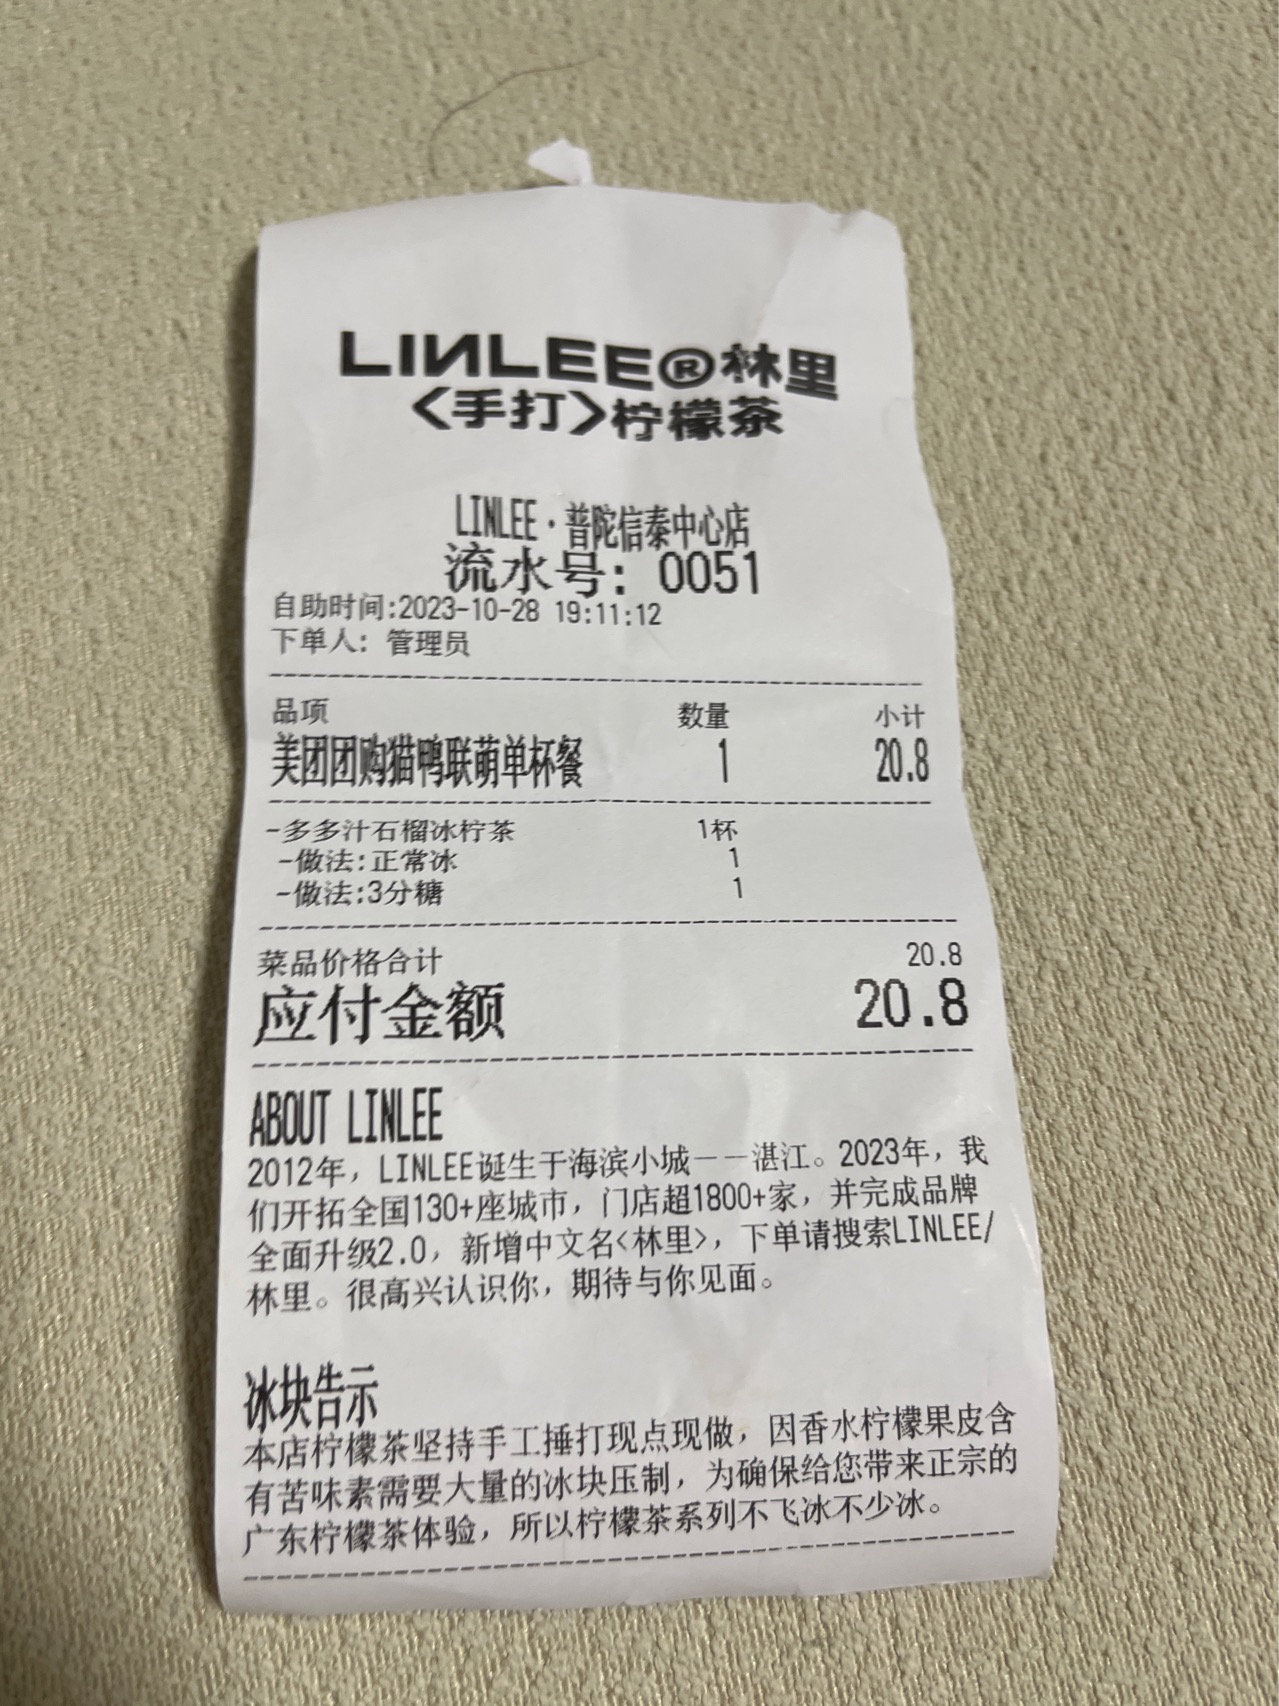 LINLEE®林里
<手打>柠檬茶
LINLEE·普陀信泰中心店
流水号: 0051
自助时间:2023-10-28 19:11:12
下单人: 管理员
品项 数量 小计
美团团购猫鸭联萌单杯餐 1 20.8
-多多汁石榴冰柠茶 1杯
-做法:正常冰 1
-做法:3分糖 1
菜品价格合计 20.8
应付金额 20.8
ABOUT LINLEE
2012年，LINLEE诞生于海滨小城——湛江。2023年，我
们开拓全国130+座城市，门店超1800+家，并完成品牌
全面升级2.0，新增中文名<林里>，下单请搜索LINLEE/
林里。很高兴认识你，期待与你见面。
冰块告示
本店柠檬茶坚持手工捶打现点现做，因香水柠檬果皮含
有苦味素需要大量的冰块压制，为确保给您带来正宗的
广东柠檬茶体验，所以柠檬茶系列不飞冰不少冰。